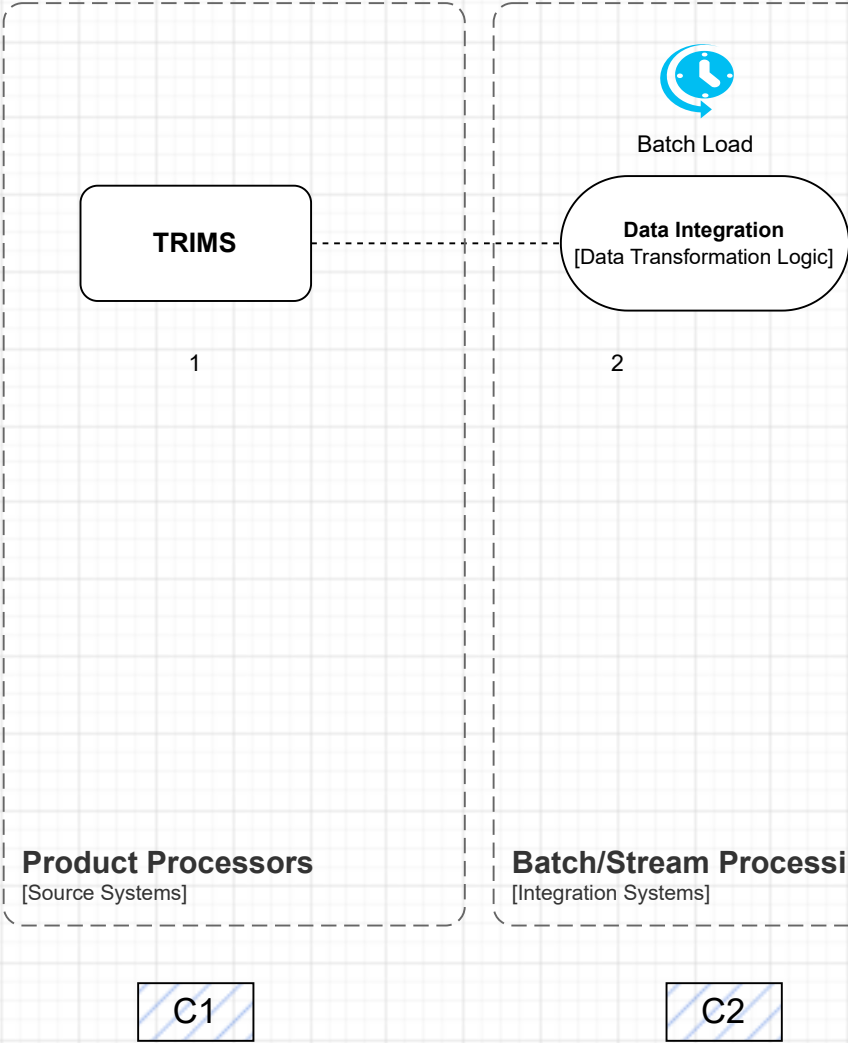 Batch Load
TRIMS
Data Integration
[Data Transformation Logic]
1
2
Product Processors
[Source Systems]
Batch/Stream Processi
[Integration Systems]
C1
C2